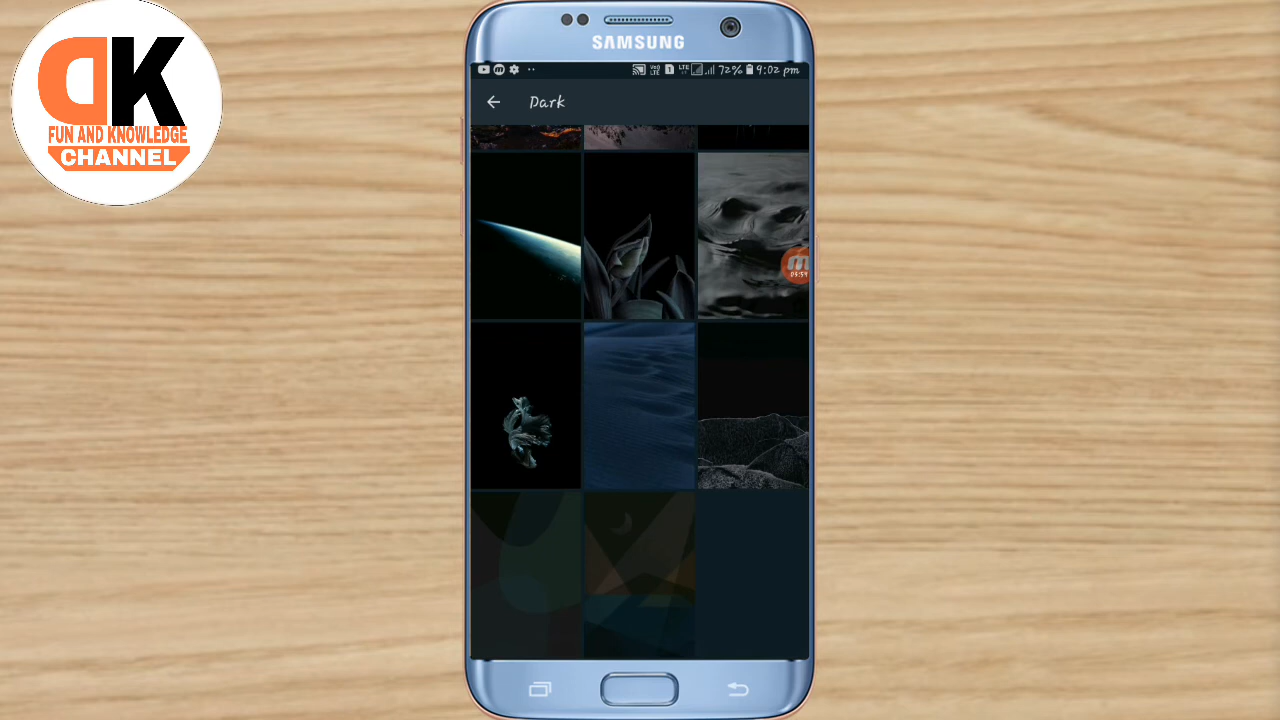 DK
FUN AND KNOWLEDGE
CHANNEL
SAMSUNG
72% 9:02 pm
Dark